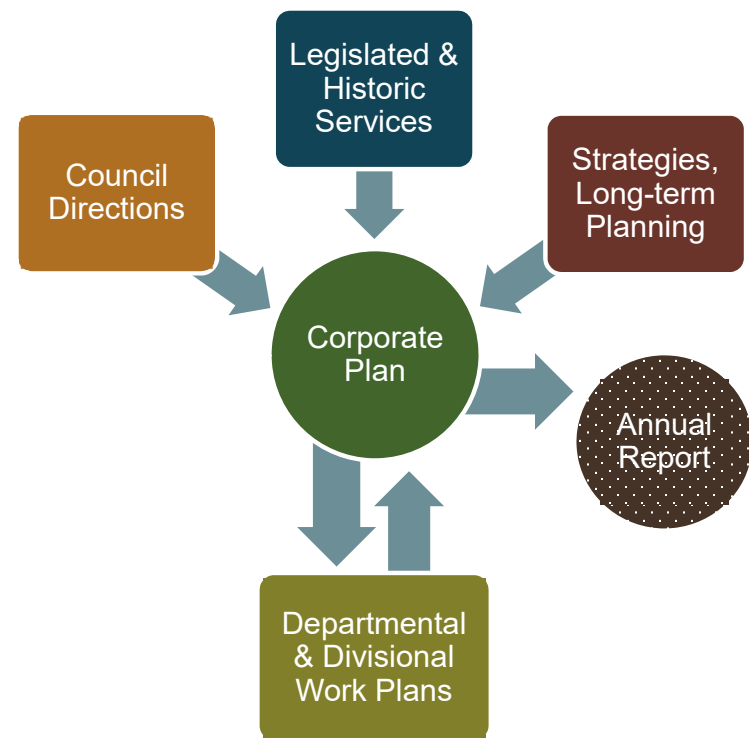 Legislated &
Historic
Services
Council
Directions
Strategies,
Long-term
Planning
Corporate
Plan
Annual
Report
Departmental
& Divisional
Work Plans